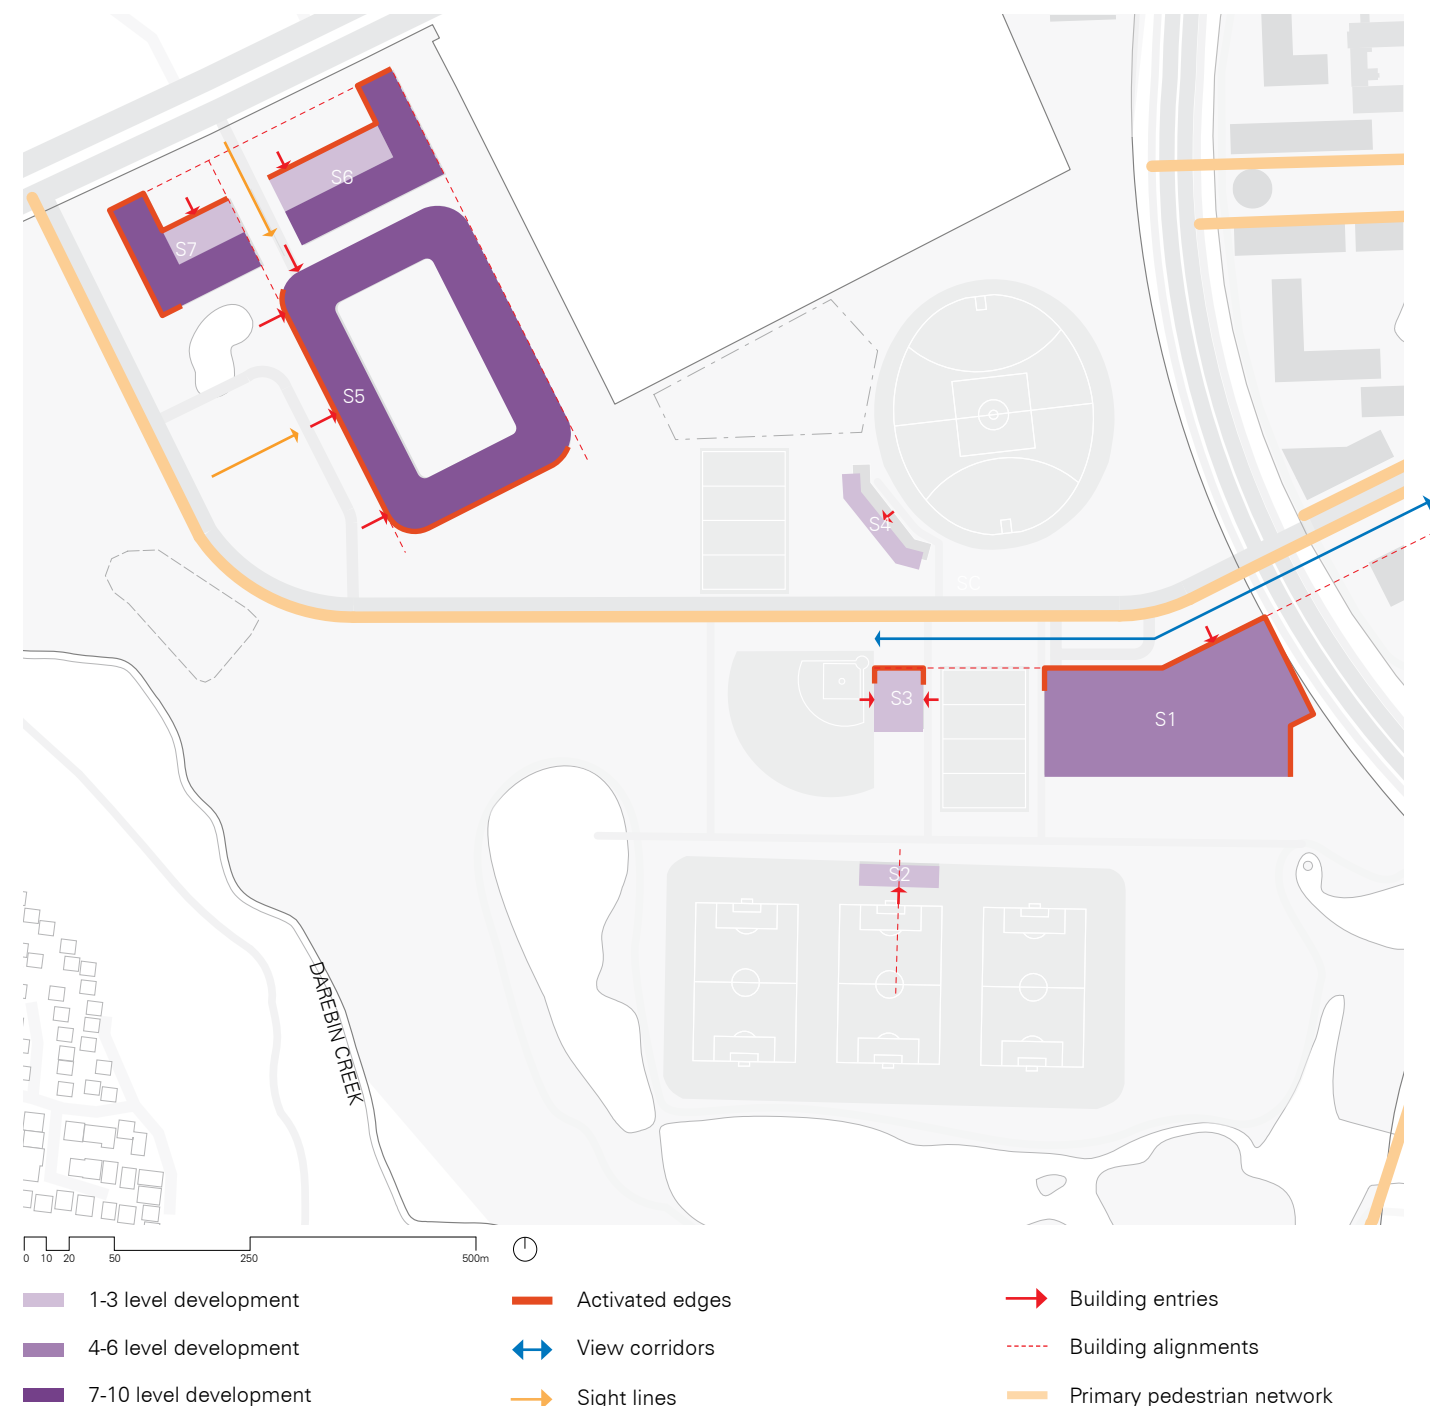 S6
S7
S5
S4
SC
S3
S1
S2
DAREBIN CREEK
0 10 20 50 250 500m
1-3 level development
Activated edges
Building entries
4-6 level development
View corridors
Building alignments
7-10 level development
Sight lines
Primary pedestrian network